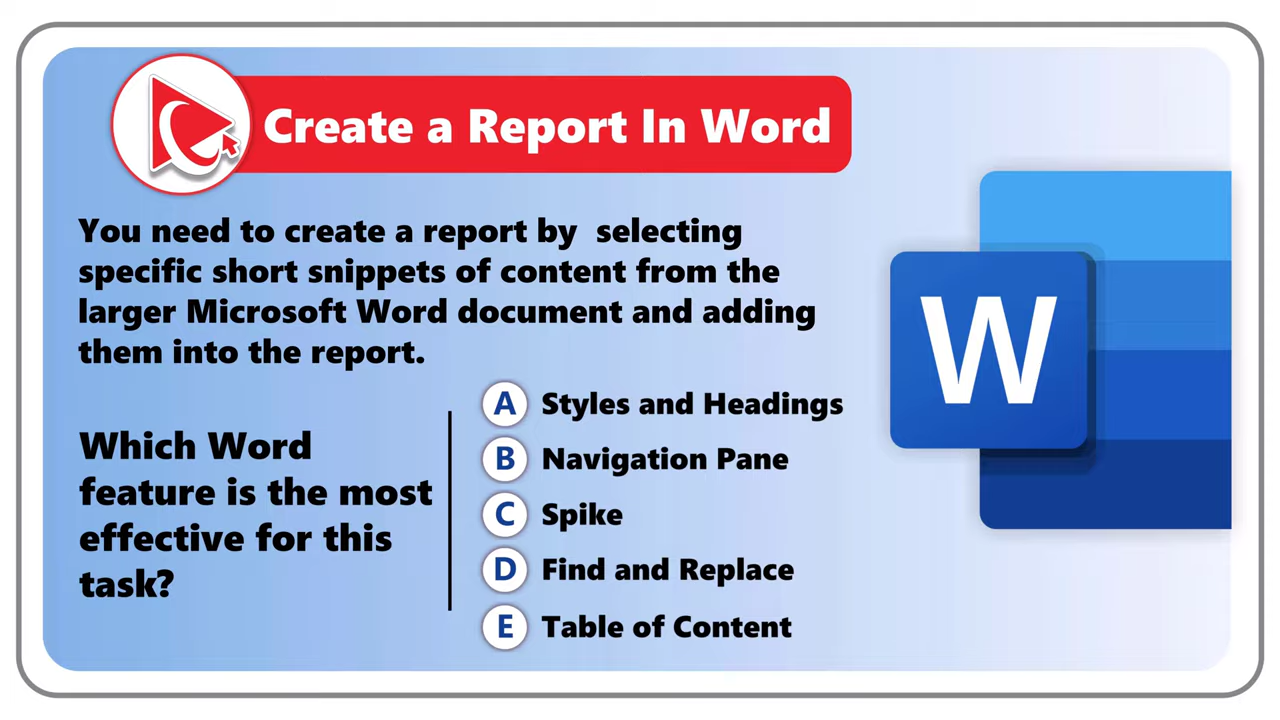 Create a Report In Word
You need to create a report by selecting
specific short snippets of content from the
larger Microsoft Word document and adding
them into the report.
Which Word
feature is the most
effective for this
task?
A Styles and Headings
B Navigation Pane
C Spike
D Find and Replace
E Table of Content
W